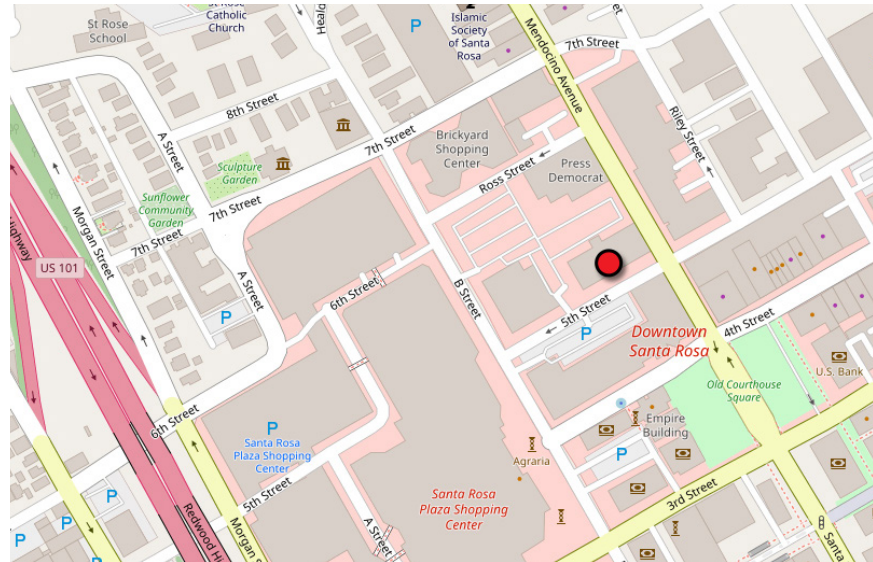 St Rose
School
St Rose
Catholic
Church
Heald
P
Islamic
Society
of Santa
Rosa
Mendocino Avenue
7th Street
8th Street
A Street
Sculpture
Garden
7th Street
Brickyard
Shopping
Center
Ross Street
Press
Democrat
Riley Street
Sunflower
Community
Garden
7th Street
7th Street
Morgan Street
Highway
US 101
A Street
P
6th Street
B Street
5th Street
P
Downtown
Santa Rosa
4th Street
U.S. Bank
Old Courthouse
Square
Empire
Building
P
6th Street
P
Santa Rosa
Plaza Shopping
Center
Agraria
3rd Street
5th Street
Santa Rosa
Plaza Shopping
Center
P
P
Redwood Hi
Morgan S
A Street
Santa